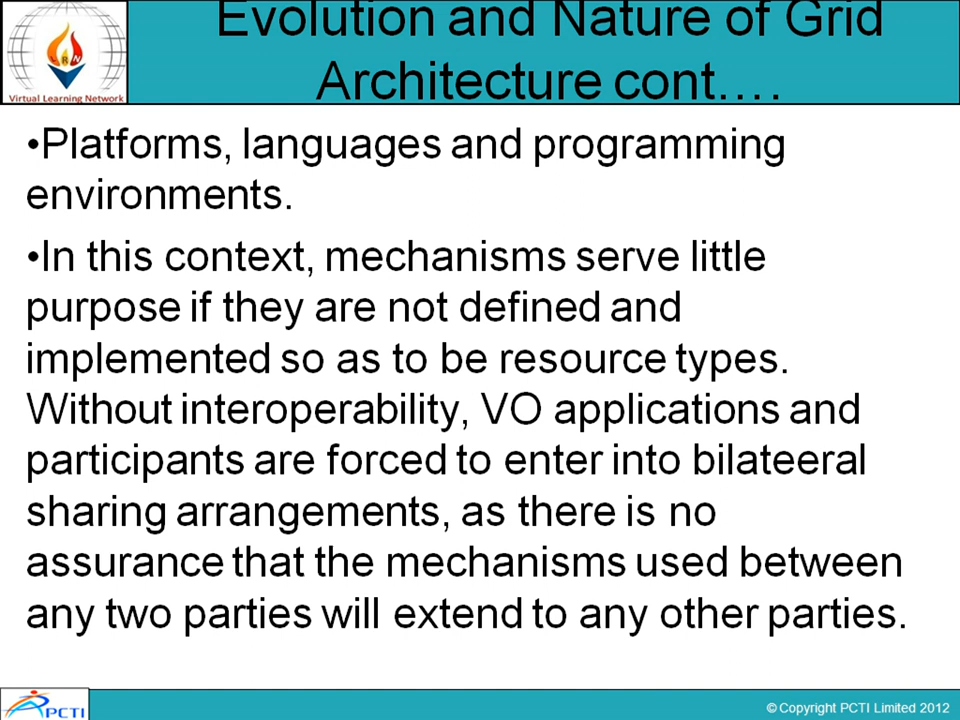 Evolution and Nature of Grid
Architecture cont....
RN
Virtual Learning Network
•Platforms, languages and programming
environments.
•In this context, mechanisms serve little
purpose if they are not defined and
implemented so as to be resource types.
Without interoperability, VO applications and
participants are forced to enter into bilateeral
sharing arrangements, as there is no
assurance that the mechanisms used between
any two parties will extend to any other parties.
PCTI
© Copyright PCTI Limited 2012